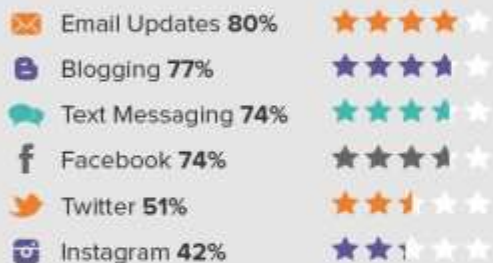 Email Updates 80%
Blogging 77%
Text Messaging 74%
Facebook 74%
Twitter 51%
Instagram 42%